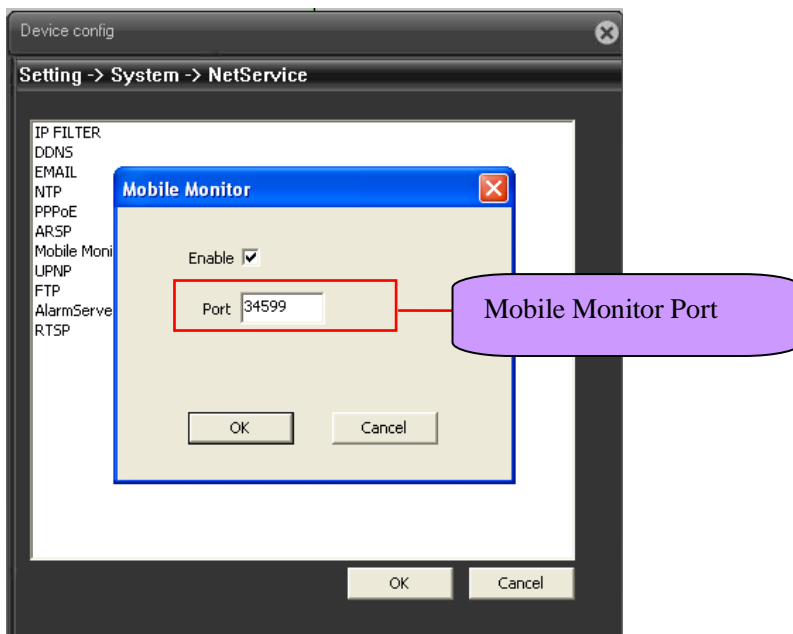 Device config
Setting -> System -> NetService
IP FILTER
DDNS
EMAIL
NTP
PPPoE
ARSP
Mobile Moni
UPNP
FTP
AlarmServe
RTSP
Mobile Monitor
Enable
Port 34599
OK Cancel
Mobile Monitor Port
OK Cancel